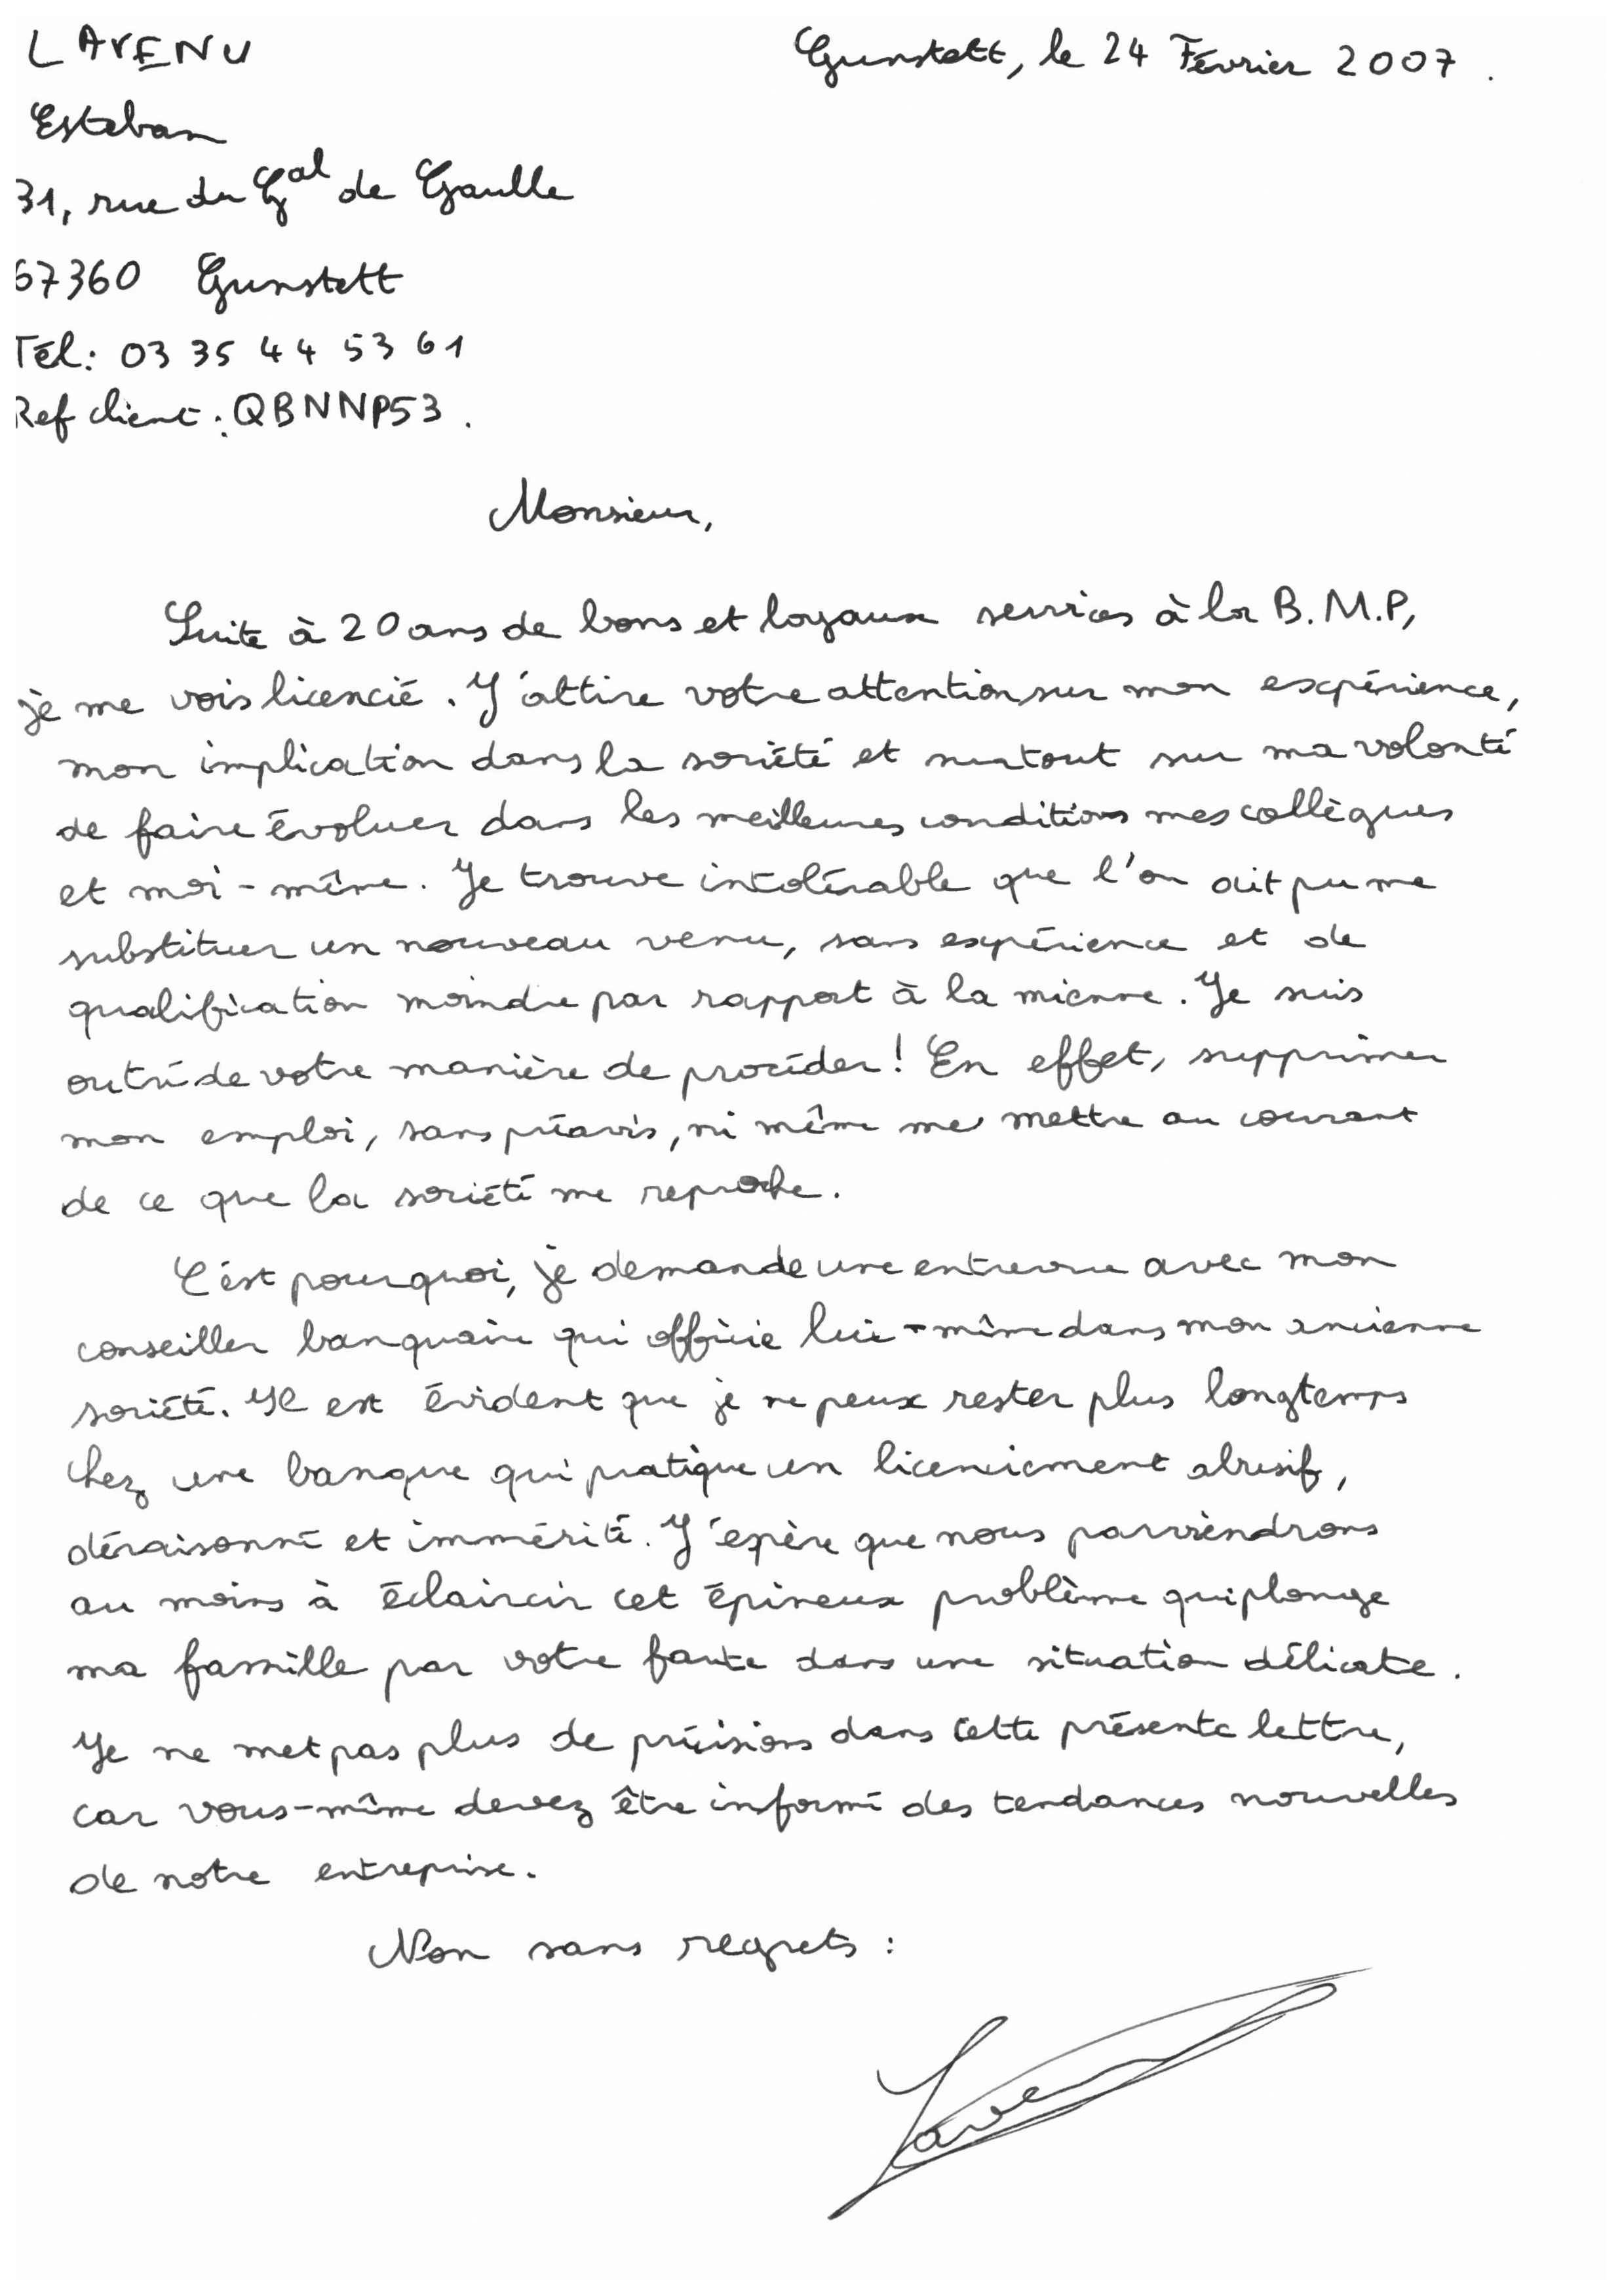 LAVENU
Gunstett, le 24 Février 2007.
Esteban
31, rue du Gal de Gaulle
67360 Gunstett
Tél: 03 35 44 53 61
Ref client : QBNNP53.
Monsieur,
Suite à 20 ans de bons et loyaux services à la B.M.P,
je me vois licencié. J'attire votre attention sur mon expérience,
mon implication dans la société et surtout sur ma volonté
de faire évoluer dans les meilleures conditions mes collègues
et moi-même. Je trouve intolérable que l'on ait pu me
substituer un nouveau venu, sans expérience et de
qualification moindre par rapport à la mienne. Je suis
outré de votre manière de procéder! En effet, supprimer
mon emploi, sans préavis, ni même me mettre au courant
de ce que la société me reproche.
C'est pourquoi, je demande une entrevue avec mon
conseiller banquaire qui officie lui-même dans mon ancienne
société. Il est évident que je ne peux rester plus longtemps
chez une banque qui pratique un licenciement abusif,
déraisonné et immérité. J'espère que nous parviendrons
au moins à éclaircir cet épineux problème qui plonge
ma famille par votre faute dans une situation délicate.
Je ne met pas plus de précisions dans cette présente lettre,
car vous-même devez être informé des tendances nouvelles
de notre entreprise.
Non sans regrets :
Lavenu